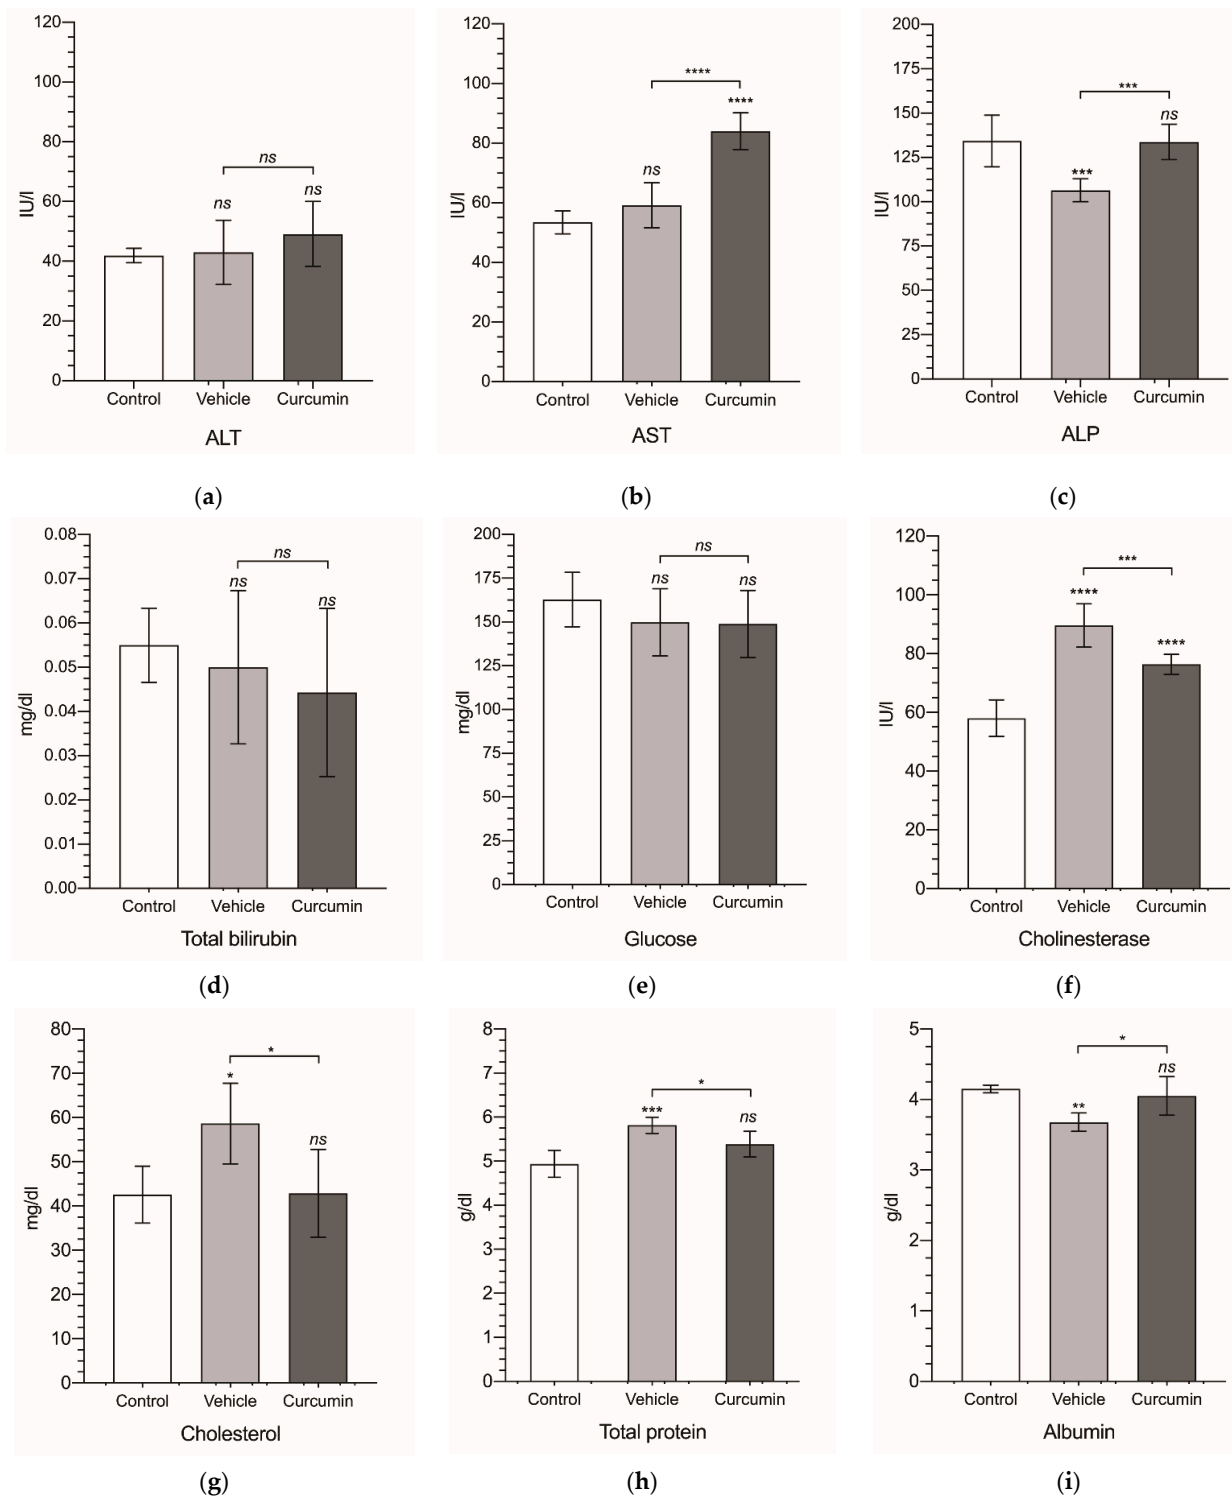 120
100
80
60
40
20
0
IU/l
ns
ns
ns
Control Vehicle Curcumin
ALT
(a)
120
100
80
60
40
20
0
IU/l
****
****
ns
Control Vehicle Curcumin
AST
(b)
200
175
150
125
100
75
50
25
0
IU/l
***
ns
***
Control Vehicle Curcumin
ALP
(c)
0.08
0.07
0.06
0.05
0.04
0.03
0.02
0.01
0.00
mg/dl
ns
ns
ns
Control Vehicle Curcumin
Total bilirubin
(d)
200
175
150
125
100
75
50
25
0
mg/dl
ns
ns
ns
Control Vehicle Curcumin
Glucose
(e)
120
100
80
60
40
20
0
IU/l
***
****
****
Control Vehicle Curcumin
Cholinesterase
(f)
80
70
60
50
40
30
20
10
0
mg/dl
*
*
ns
Control Vehicle Curcumin
Cholesterol
(g)
8
7
6
5
4
3
2
1
0
g/dl
*
***
ns
Control Vehicle Curcumin
Total protein
(h)
5
4
3
2
1
0
g/dl
*
ns
**
Control Vehicle Curcumin
Albumin
(i)